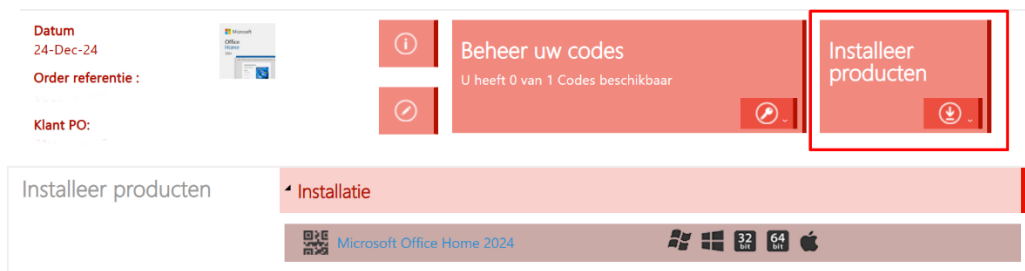 Datum
24-Dec-24
Order referentie :
Klant PO:
Microsoft
Office
Home
2024
Beheer uw codes
U heeft 0 van 1 Codes beschikbaar
Installeer
producten
Installeer producten
Installatie
Microsoft Office Home 2024
32
bit
64
bit